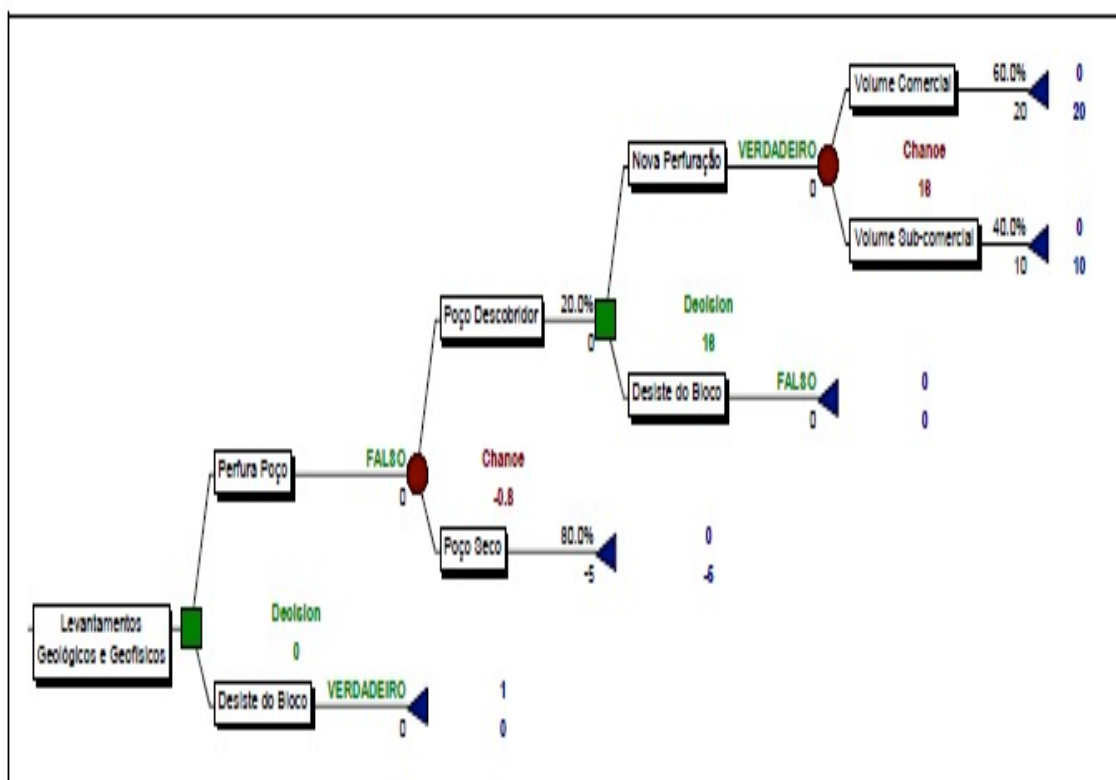 Volume Comercial
60.0%
0
20
20
Nova Perfuração
VERDADEIRO
0
Chance
16
Volume Sub-comercial
40.0%
0
10
10
Poço Descobridor
20.0%
0
Decision
16
Desiste do Bloco
FALSO
0
0
0
Perfura Poço
FALSO
0
Chance
-0.8
Poço Seco
80.0%
0
-5
-5
Levantamentos
Geológicos e Geofísicos
Decision
0
Desiste do Bloco
VERDADEIRO
1
0
0